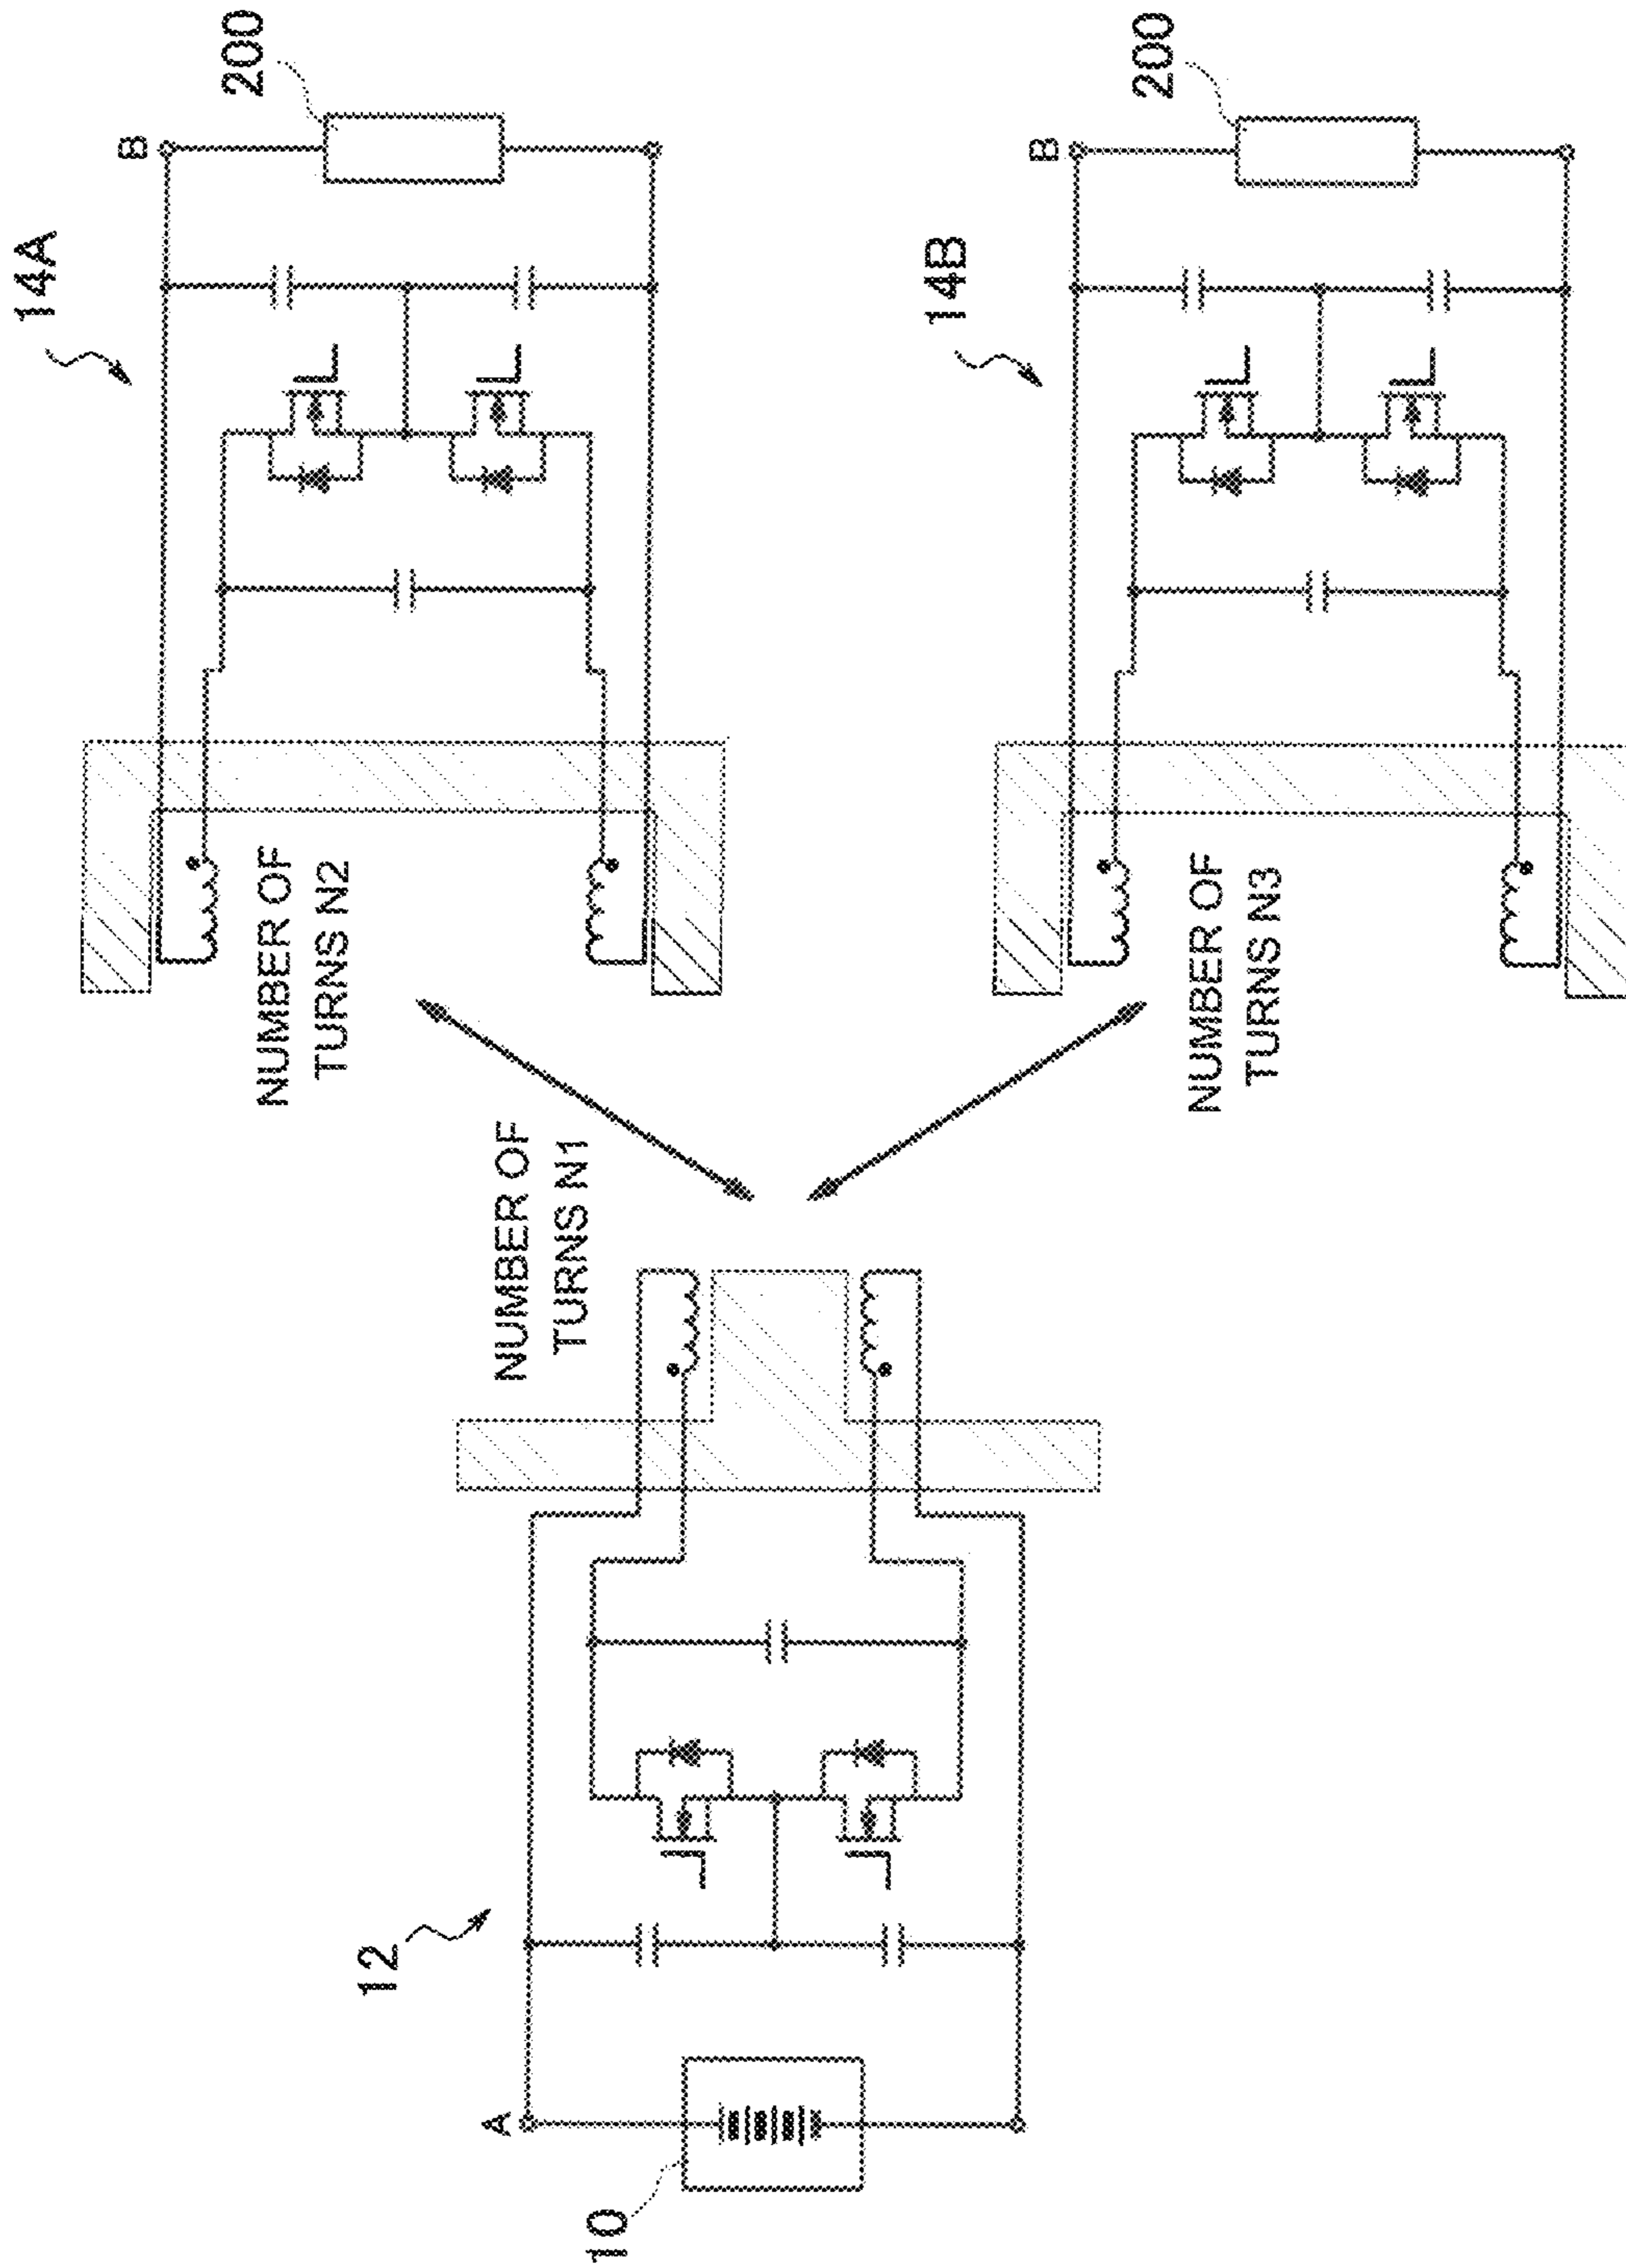 14A
200
B
NUMBER OF
TURNS N2
NUMBER OF
TURNS N1
12
A
10
14B
200
B
NUMBER OF
TURNS N3